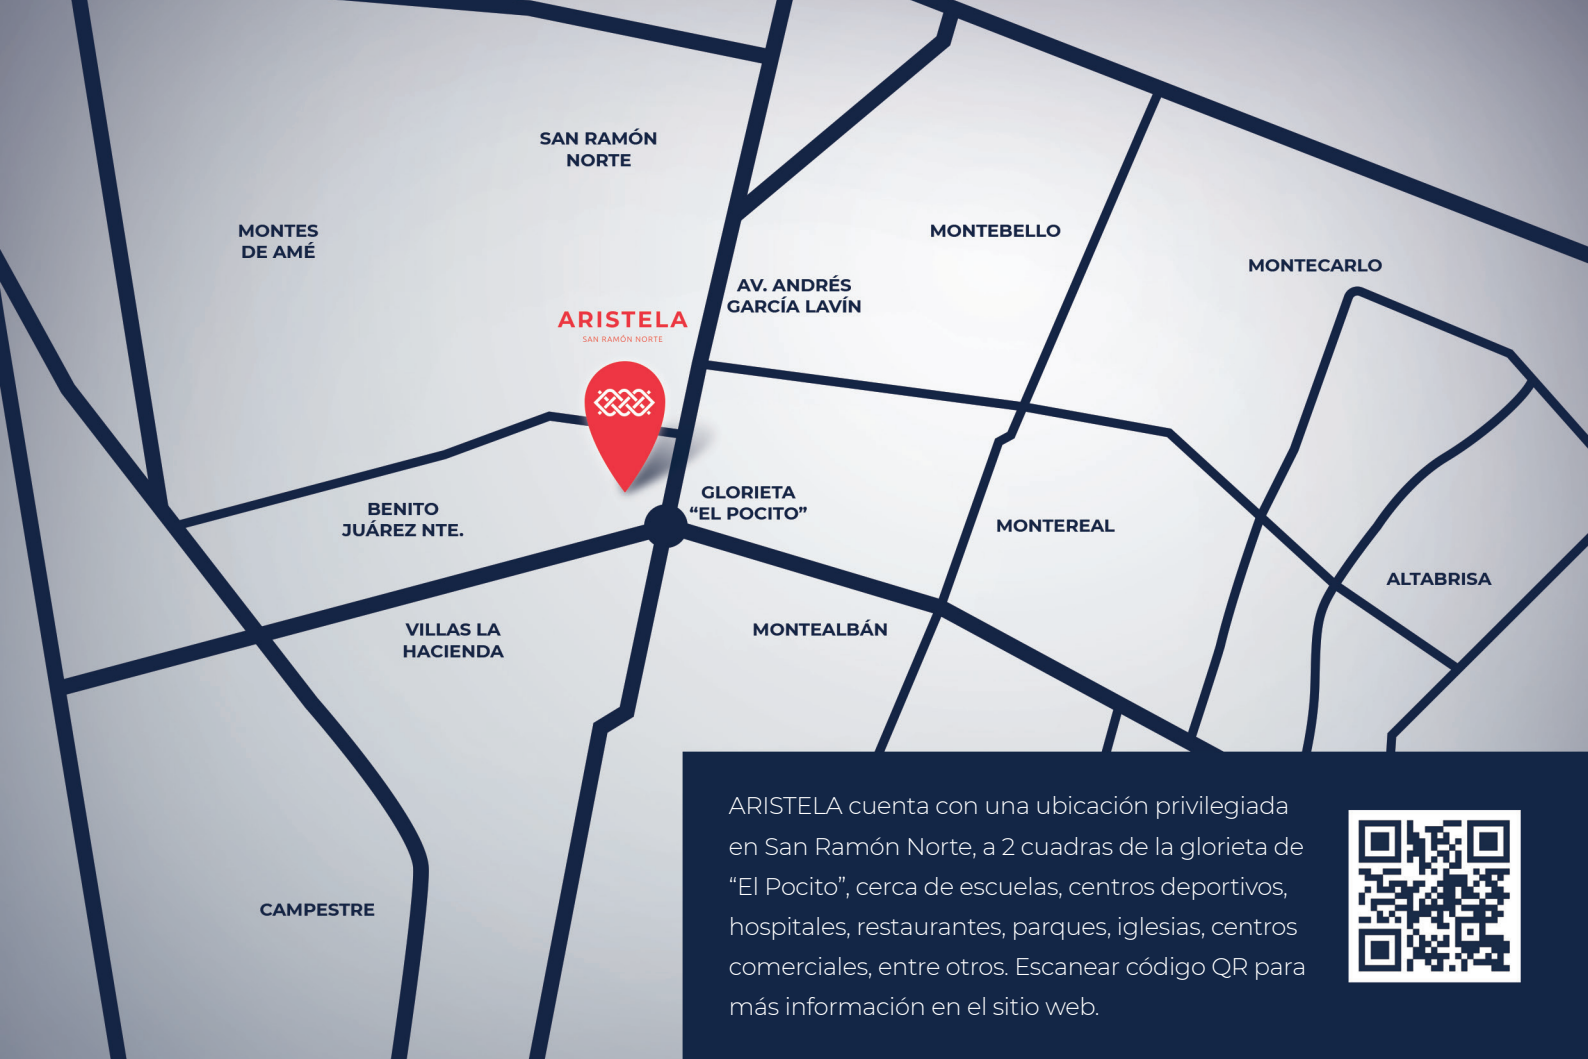 SAN RAMÓN
NORTE
MONTES
DE AMÉ
MONTEBELLO
MONTECARLO
AV. ANDRÉS
GARCÍA LAVÍN
ARISTELA
SAN RAMÓN NORTE
GLORIETA
“EL POCITO”
BENITO
JUÁREZ NTE.
MONTEREAL
ALTABRISA
VILLAS LA
HACIENDA
MONTEALBÁN
CAMPESTRE
ARISTELA cuenta con una ubicación privilegiada
en San Ramón Norte, a 2 cuadras de la glorieta de
“El Pocito”, cerca de escuelas, centros deportivos,
hospitales, restaurantes, parques, iglesias, centros
comerciales, entre otros. Escanear código QR para
más información en el sitio web.